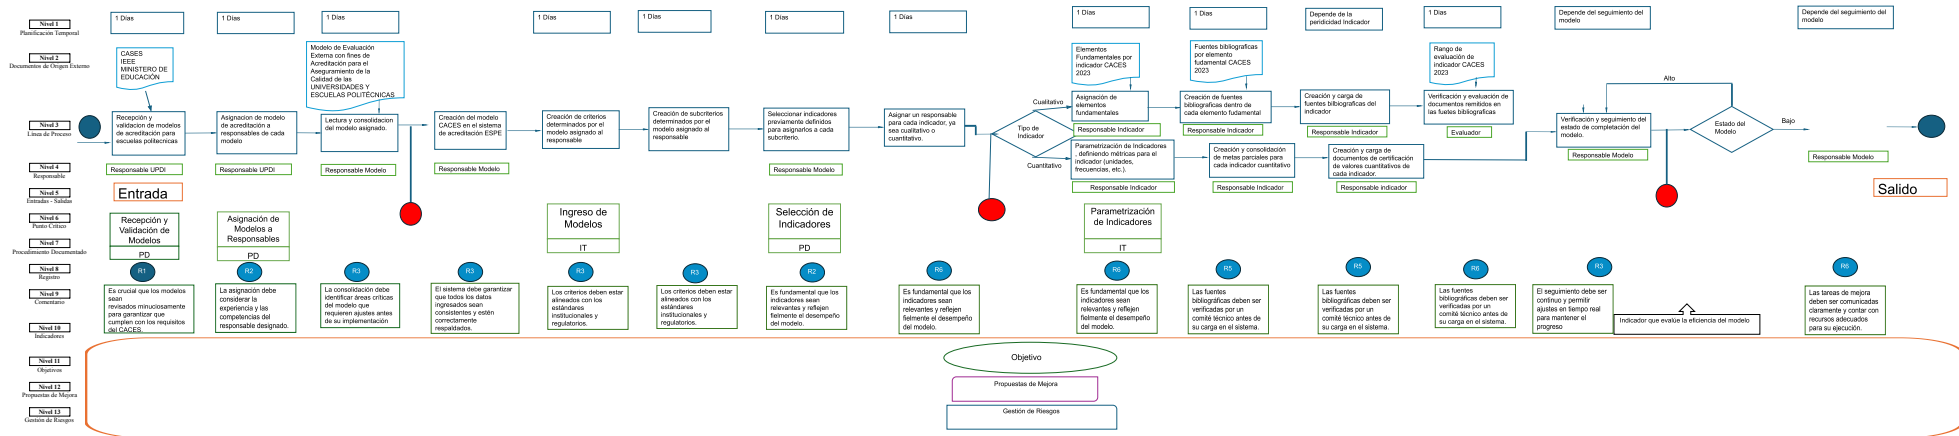 Nivel 1
Planificación Temporal
1 Días
1 Días
1 Días
1 Días
1 Días
1 Días
1 Días
1 Días
1 Días
Depende de la
peridicidad Indicador
1 Días
Depende del seguimiento del
modelo
Depende del seguimiento del
modelo
Nivel 2
Documentos de Origen Externo
CASES
IEEE
MINISTERO DE
EDUCACIÓN
Modelo de Evaluación
Externa con fines de
Acreditación para el
Aseguramiento de la
Calidad de las
UNIVERSIDADES Y
ESCUELAS POLITÉCNICAS
Elementos
Fundamentales por
indicador CACES
2023
Fuentes bibliograficas
por elemento
fudamental CACES
2023
Rango de
evaluación de
indicador CACES
2023
Nivel 3
Línea de Proceso
Recepción y
validacion de modelos
de acreditación para
escuelas politecnicas
Asignacion de modelo
de acreditación a
responsables de cada
modelo
Lectura y consolidacion
del modelo asignado.
Creación del modelo
CACES en el sistema
de acreditación ESPE
Creación de criterios
determinados por el
modelo asignado al
responsable
Creación de subcriterios
determinados por el
modelo asignado al
responsable
Seleccionar indicadores
previamente definidos
para asignarlos a cada
subcriterio.
Asignar un responsable
para cada indicador, ya
sea cualitativo o
cuantitativo.
Tipo de
Indicador
Cualitativo
Cuantitativo
Asignación de
elementos
fundamentales
Creación de fuentes
bibliograficas dentro de
cada elemento fudamental
Creación y carga de
fuentes bilbiograficas del
indicador
Verificación y evaluación de
documentos remitidos en
las fuetes bibliograficas
Responsable Indicador
Responsable Indicador
Responsable Indicador
Evaluador
Parametrización de Indicadores
, definiendo métricas para el
indicador (unidades,
frecuencias, etc.).
Creación y consolidación
de metas parciales para
cada indicador cuantitativo
Creación y carga de
documentos de certificación
de valores cuantitativos de
cada indicador.
Verificación y seguimiento del
estado de completación del
modelo.
Estado del
Modelo
Alto
Bajo
Nivel 4
Responsable
Responsable UPDI
Responsable UPDI
Responsable Modelo
Responsable Modelo
Responsable Modelo
Responsable Indicador
Responsable Indicador
Responsable indicador
Responsable Modelo
Responsable Modelo
Nivel 5
Entradas - Salidas
Entrada
Salido
Nivel 6
Punto Crítico
Nivel 7
Procedimiento Documentado
Recepción y
Validación de
Modelos
PD
Asignación de
Modelos a
Responsables
PD
Ingreso de
Modelos
IT
Selección de
Indicadores
PD
Parametrización
de Indicadores
IT
Nivel 8
Registro
R1
R2
R3
R3
R3
R3
R2
R6
R6
R5
R5
R6
R3
R6
Nivel 9
Comentario
Es crucial que los modelos
sean
revisados minuciosamente
para garantizar que
cumplen con los requisitos
del CACES.
La asignación debe
considerar la
experiencia y las
competencias del
responsable designado.
La consolidación debe
identificar áreas críticas
del modelo que
requieren ajustes antes
de su implementación
El sistema debe garantizar
que todos los datos
ingresados sean
consistentes y estén
correctamente
respaldados.
Los criterios deben estar
alineados con los
estándares
institucionales y
regulatorios.
Los criterios deben estar
alineados con los
estándares
institucionales y
regulatorios.
Es fundamental que los
indicadores sean
relevantes y reflejen
fielmente el desempeño
del modelo.
Es fundamental que los
indicadores sean
relevantes y reflejen
fielmente el desempeño
del modelo.
Es fundamental que los
indicadores sean
relevantes y reflejen
fielmente el desempeño
del modelo.
Las fuentes
bibliográficas deben ser
verificadas por un
comité técnico antes de
su carga en el sistema.
Las fuentes
bibliográficas deben ser
verificadas por un
comité técnico antes de
su carga en el sistema.
Las fuentes
bibliográficas deben ser
verificadas por un
comité técnico antes de
su carga en el sistema.
El seguimiento debe ser
continuo y permitir
ajustes en tiempo real
para mantener el
progreso
Las tareas de mejora
deben ser comunicadas
claramente y contar con
recursos adecuados
para su ejecución.
Nivel 10
Indicadores
Indicador que evalúe la eficiencia del modelo
Nivel 11
Objetivos
Objetivo
Nivel 12
Propuestas de Mejora
Propuestas de Mejora
Nivel 13
Gestión de Riesgos
Gestión de Riesgos